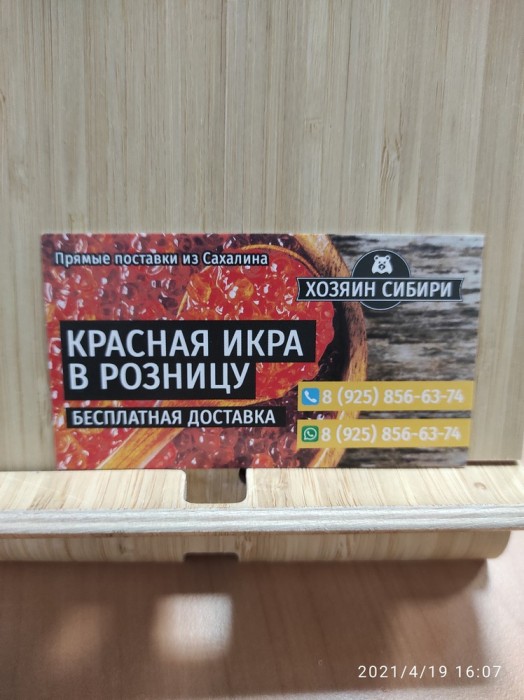 Прямые поставки из Сахалина
ХОЗЯИН СИБИРИ
КРАСНАЯ ИКРА
В РОЗНИЦУ
БЕСПЛАТНАЯ ДОСТАВКА
8 (925) 856-63-74
8 (925) 856-63-74
2021/4/19 16:07